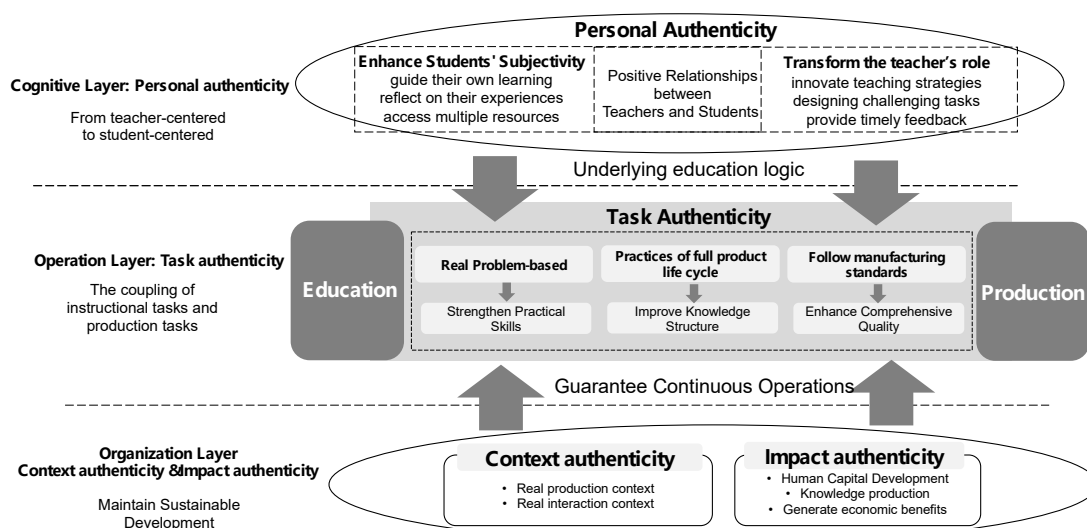 Personal Authenticity
Cognitive Layer: Personal authenticity
From teacher-centered
to student-centered
Enhance Students' Subjectivity
guide their own learning
reflect on their experiences
access multiple resources
Positive Relationships
between
Teachers and Students
Transform the teacher's role
innovate teaching strategies
designing challenging tasks
provide timely feedback
Underlying education logic
Task Authenticity
Operation Layer: Task authenticity
The coupling of
instructional tasks and
production tasks
Education
Real Problem-based
Strengthen Practical
Skills
Practices of full product
life cycle
Improve Knowledge
Structure
Follow manufacturing
standards
Enhance Comprehensive
Quality
Production
Guarantee Continuous Operations
Organization Layer
Context authenticity &Impact authenticity
Maintain Sustainable
Development
Context authenticity
• Real production context
• Real interaction context
Impact authenticity
• Human Capital Development
• Knowledge production
• Generate economic benefits